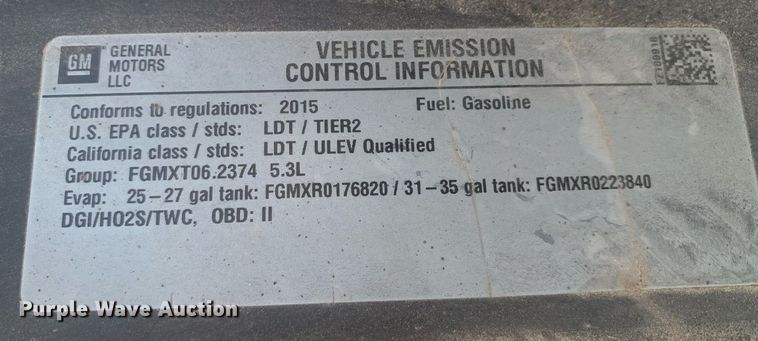 GM GENERAL MOTORS LLC
VEHICLE EMISSION
CONTROL INFORMATION
Conforms to regulations: 2015 Fuel: Gasoline
U.S. EPA class / stds: LDT / TIER2
California class / stds: LDT / ULEV Qualified
Group: FGMXT06.2374 5.3L
Evap: 25-27 gal tank: FGMXR0176820 / 31-35 gal tank: FGMXR0223840
DGI/HO2S/TWC, OBD: II
Purple Wave Auction